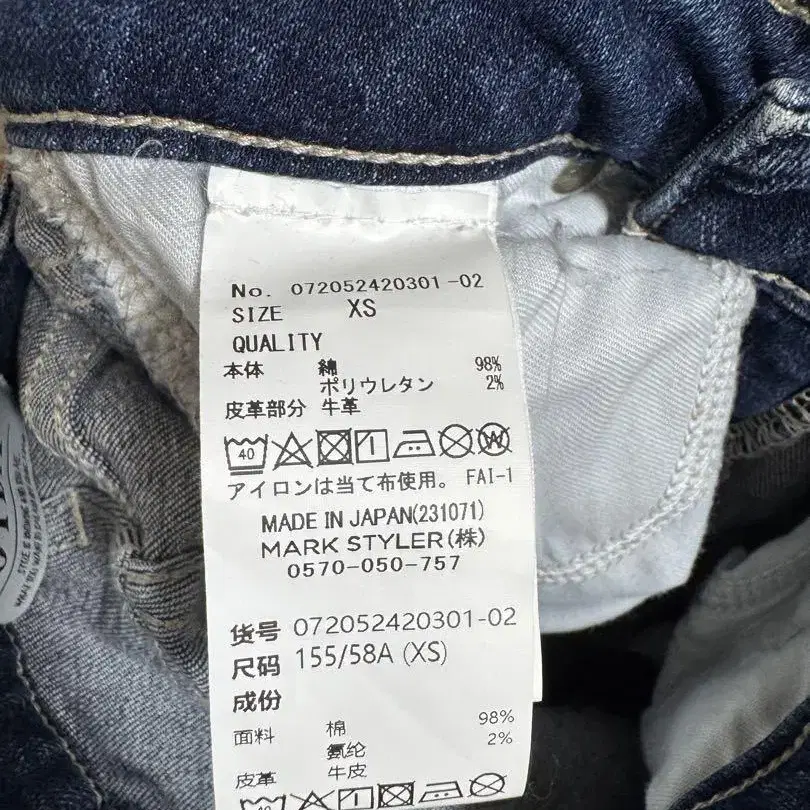 No. 072052420301-02
SIZE XS
QUALITY
本体 綿 98%
ポリウレタン 2%
皮革部分 牛革
40
アイロンは当て布使用。 FAI-1
MADE IN JAPAN(231071)
MARK STYLER(株)
0570-050-757
货号 072052420301-02
尺码 155/58A (XS)
成份
面料 棉 98%
氨纶 2%
皮革 牛皮
40